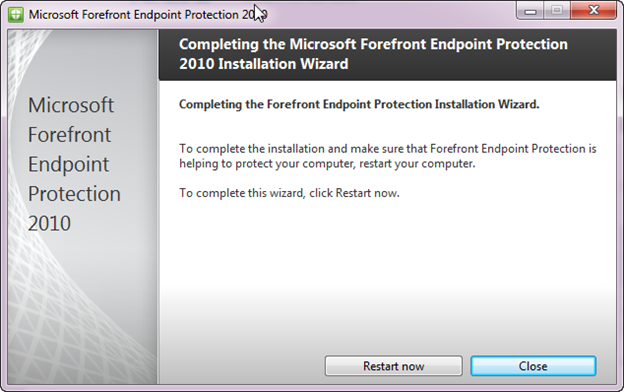 Microsoft Forefront Endpoint Protection 2010
Completing the Microsoft Forefront Endpoint Protection
2010 Installation Wizard
Microsoft
Forefront
Endpoint
Protection
2010
Completing the Forefront Endpoint Protection Installation Wizard.
To complete the installation and make sure that Forefront Endpoint Protection is
helping to protect your computer, restart your computer.
To complete this wizard, click Restart now.
Restart now
Close